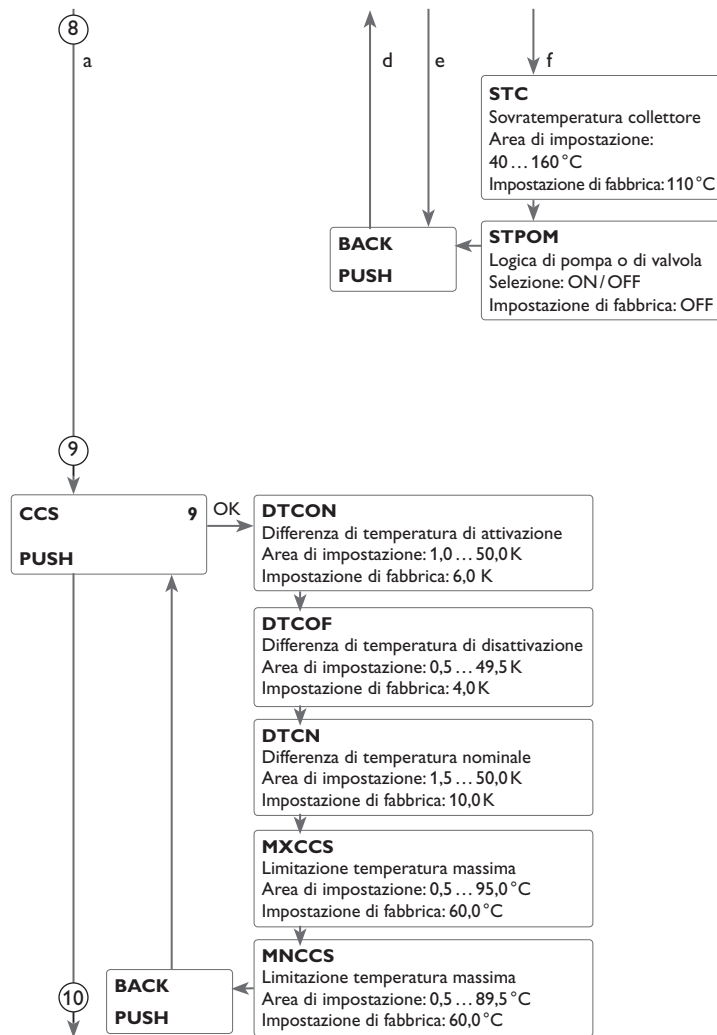 8
a
d
e
f
STC
Sovratemperatura collettore
Area di impostazione:
40 … 160 °C
Impostazione di fabbrica: 110 °C
BACK
PUSH
STPOM
Logica di pompa o di valvola
Selezione: ON / OFF
Impostazione di fabbrica: OFF
9
CCS 9
PUSH
OK
DTCON
Differenza di temperatura di attivazione
Area di impostazione: 1,0 … 50,0 K
Impostazione di fabbrica: 6,0 K
DTCOF
Differenza di temperatura di disattivazione
Area di impostazione: 0,5 … 49,5 K
Impostazione di fabbrica: 4,0 K
DTCN
Differenza di temperatura nominale
Area di impostazione: 1,5 … 50,0 K
Impostazione di fabbrica: 10,0 K
MXCCS
Limitazione temperatura massima
Area di impostazione: 0,5 … 95,0 °C
Impostazione di fabbrica: 60,0 °C
MNCCS
Limitazione temperatura massima
Area di impostazione: 0,5 … 89,5 °C
Impostazione di fabbrica: 60,0 °C
BACK
PUSH
10